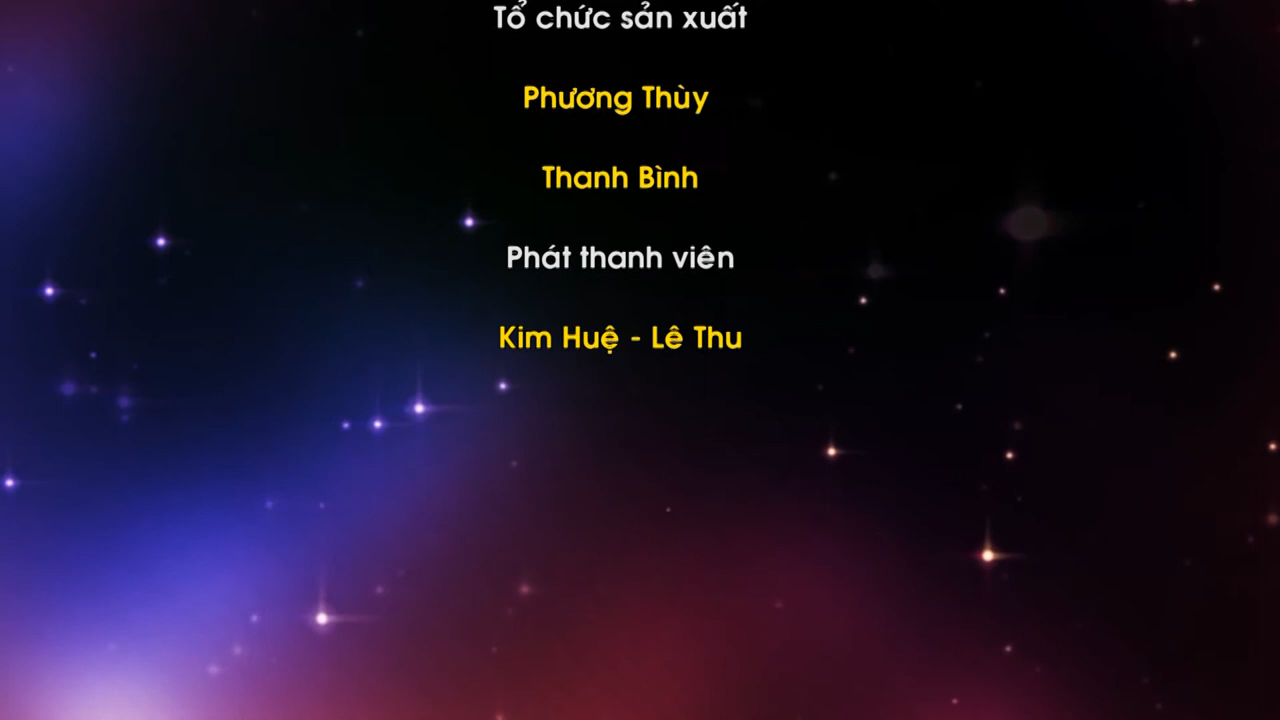 Tổ chức sản xuất
Phương Thùy
Thanh Bình
Phát thanh viên
Kim Huệ - Lê Thu